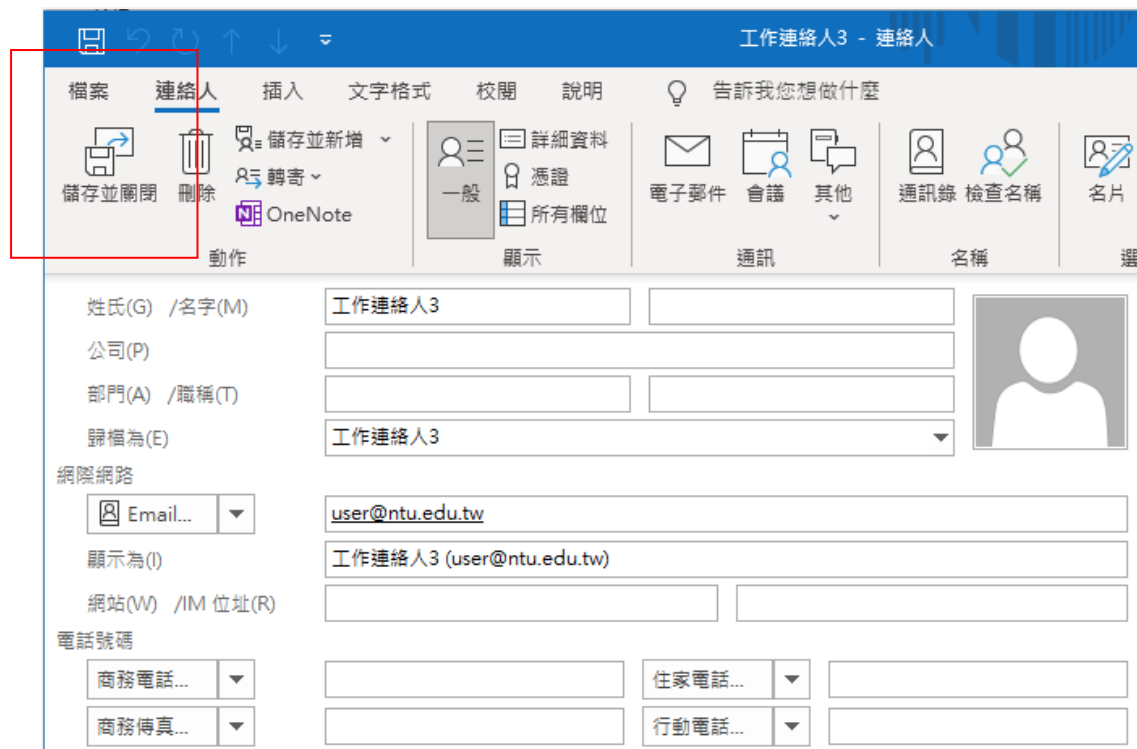 工作連絡人3 - 連絡人
檔案 連絡人 插入 文字格式 校閱 說明 告訴我您想做什麼
儲存並關閉 刪除 儲存並新增 轉寄 OneNote
一般 詳細資料 憑證 所有欄位
電子郵件 會議 其他
通訊錄 檢查名稱 名片
動作 顯示 通訊 名稱
姓氏(G) /名字(M) 工作連絡人3
公司(P)
部門(A) /職稱(T)
歸檔為(E) 工作連絡人3
網際網路
Email... user@ntu.edu.tw
顯示為(I) 工作連絡人3 (user@ntu.edu.tw)
網站(W) /IM 位址(R)
電話號碼
商務電話... 住家電話...
商務傳真... 行動電話...